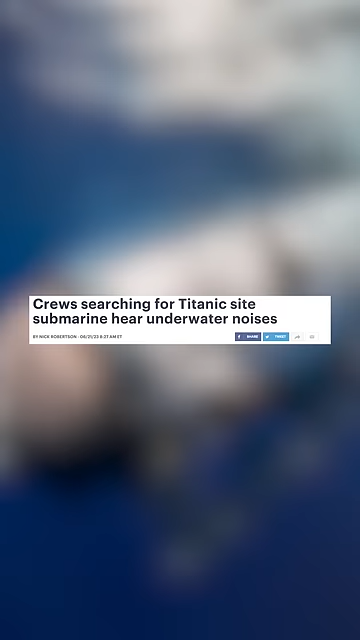 Crews searching for Titanic site
submarine hear underwater noises
BY NICK ROBERTSON - 06/21/23 8:27 AM ET
SHARE
TWEET